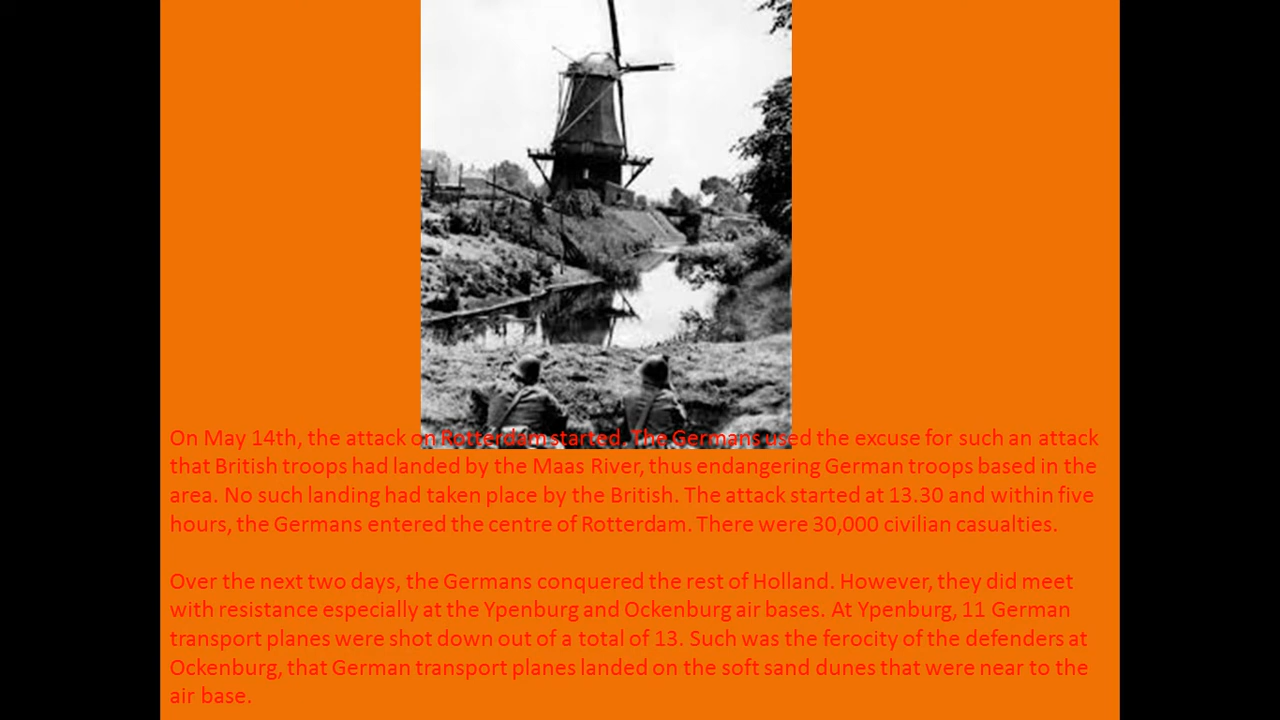 On May 14th, the attack on Rotterdam started. The Germans used the excuse for such an attack
that British troops had landed by the Maas River, thus endangering German troops based in the
area. No such landing had taken place by the British. The attack started at 13.30 and within five
hours, the Germans entered the centre of Rotterdam. There were 30,000 civilian casualties.
Over the next two days, the Germans conquered the rest of Holland. However, they did meet
with resistance especially at the Ypenburg and Ockenburg air bases. At Ypenburg, 11 German
transport planes were shot down out of a total of 13. Such was the ferocity of the defenders at
Ockenburg, that German transport planes landed on the soft sand dunes that were near to the
air base.